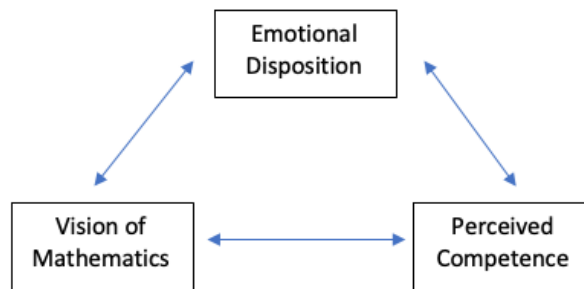 Emotional
Disposition
Vision of
Mathematics
Perceived
Competence